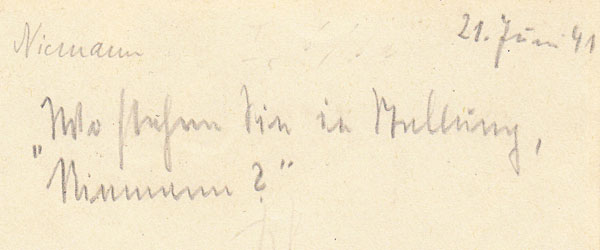 Niemann
21. Juni 41
Wo stehen Sie in Stellung,
"Niemann?"